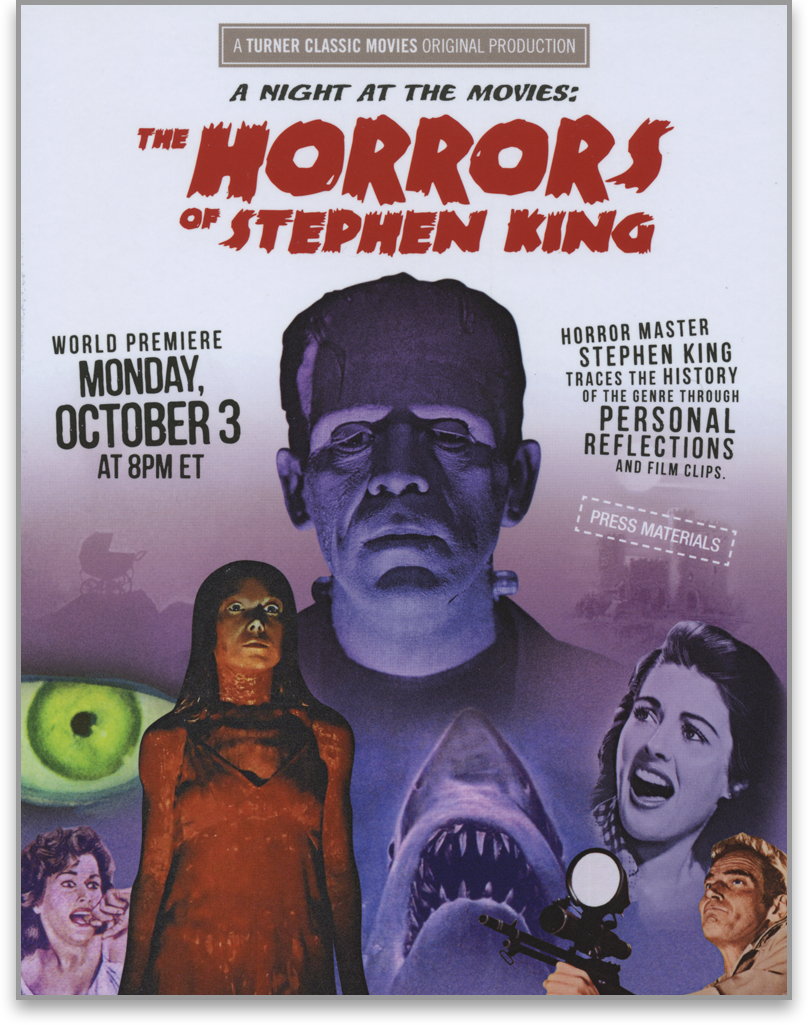 A TURNER CLASSIC MOVIES ORIGINAL PRODUCTION
A NIGHT AT THE MOVIES:
THE HORRORS
OF STEPHEN KING
WORLD PREMIERE
MONDAY,
OCTOBER 3
AT 8PM ET
HORROR MASTER
STEPHEN KING
TRACES THE HISTORY
OF THE GENRE THROUGH
PERSONAL
REFLECTIONS
AND FILM CLIPS.
PRESS MATERIALS